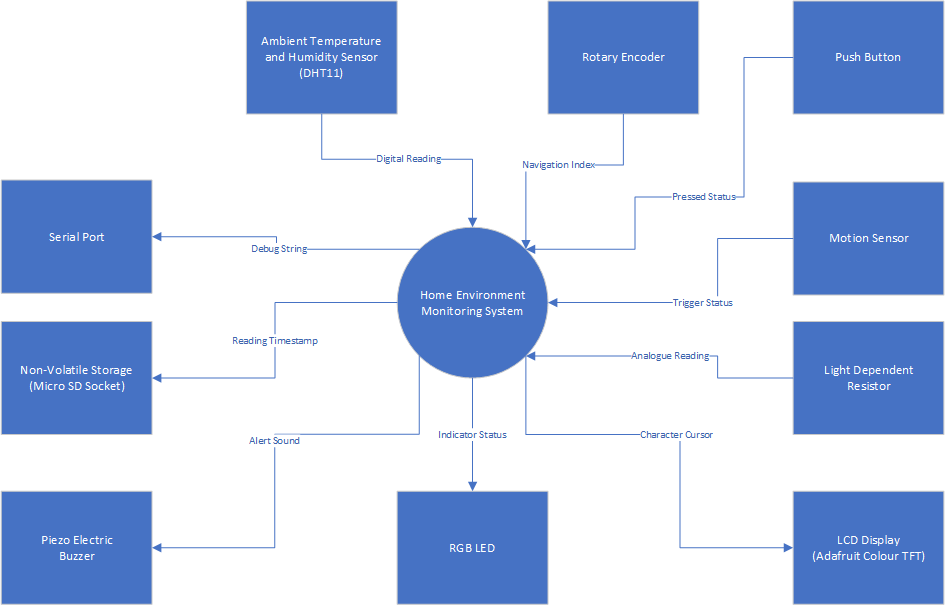 Ambient Temperature
and Humidity Sensor
(DHT11)
Rotary Encoder
Push Button
Digital Reading
Navigation Index
Pressed Status
Serial Port
Debug String
Motion Sensor
Home Environment
Monitoring System
Trigger Status
Reading Timestamp
Analogue Reading
Non-Volatile Storage
(Micro SD Socket)
Light Dependent
Resistor
Alert Sound
Indicator Status
Character Cursor
Piezo Electric
Buzzer
RGB LED
LCD Display
(Adafruit Colour TFT)